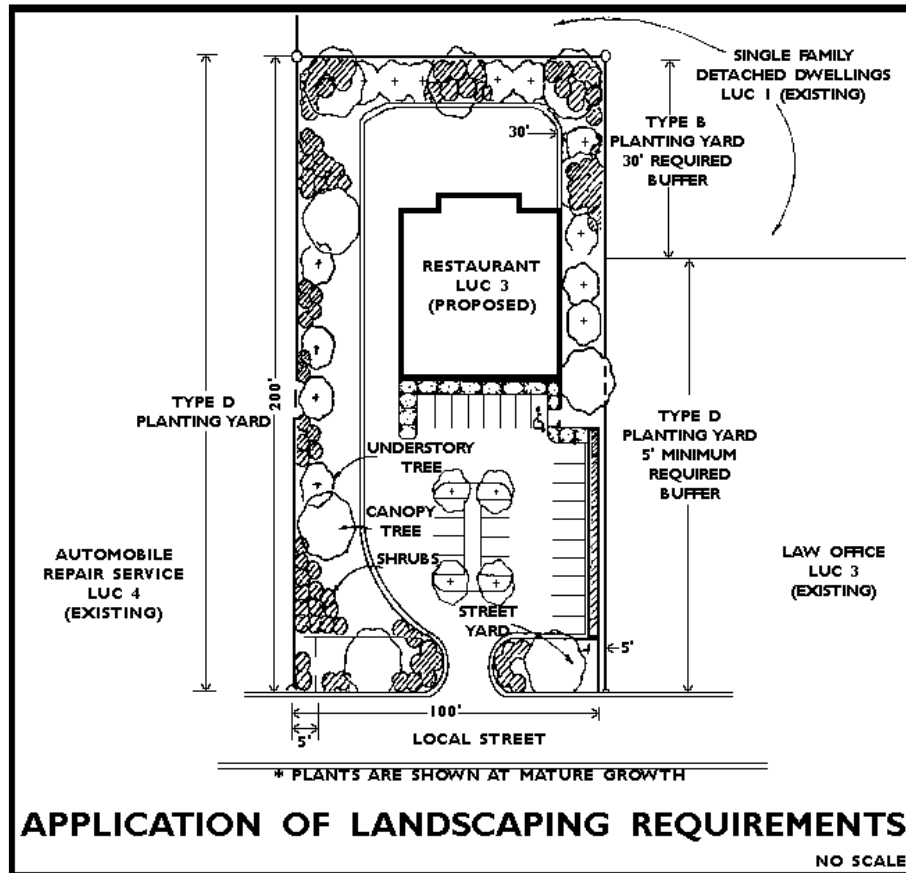 SINGLE FAMILY
DETACHED DWELLINGS
LUC 1 (EXISTING)
TYPE B
PLANTING YARD
30' REQUIRED
BUFFER
30'
RESTAURANT
LUC 3
(PROPOSED)
200'
TYPE D
PLANTING YARD
TYPE D
PLANTING YARD
5' MINIMUM
REQUIRED
BUFFER
UNDERSTORY
TREE
CANOPY
TREE
SHRUBS
STREET
YARD
AUTOMOBILE
REPAIR SERVICE
LUC 4
(EXISTING)
LAW OFFICE
LUC 3
(EXISTING)
5'
100'
5'
LOCAL STREET
* PLANTS ARE SHOWN AT MATURE GROWTH
APPLICATION OF LANDSCAPING REQUIREMENTS
NO SCALE